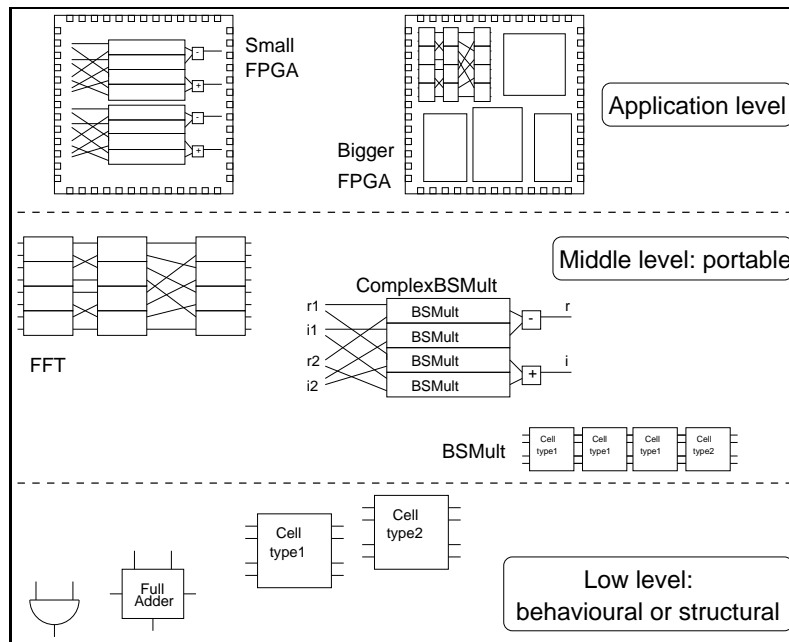 Small
FPGA
-
+
-
+
Bigger
FPGA
Application level
Middle level: portable
FFT
ComplexBSMult
r1
i1
r2
i2
BSMult
BSMult
BSMult
BSMult
-
+
r
i
BSMult
Cell
type1
Cell
type1
Cell
type1
Cell
type2
Full
Adder
Cell
type1
Cell
type2
Low level:
behavioural or structural